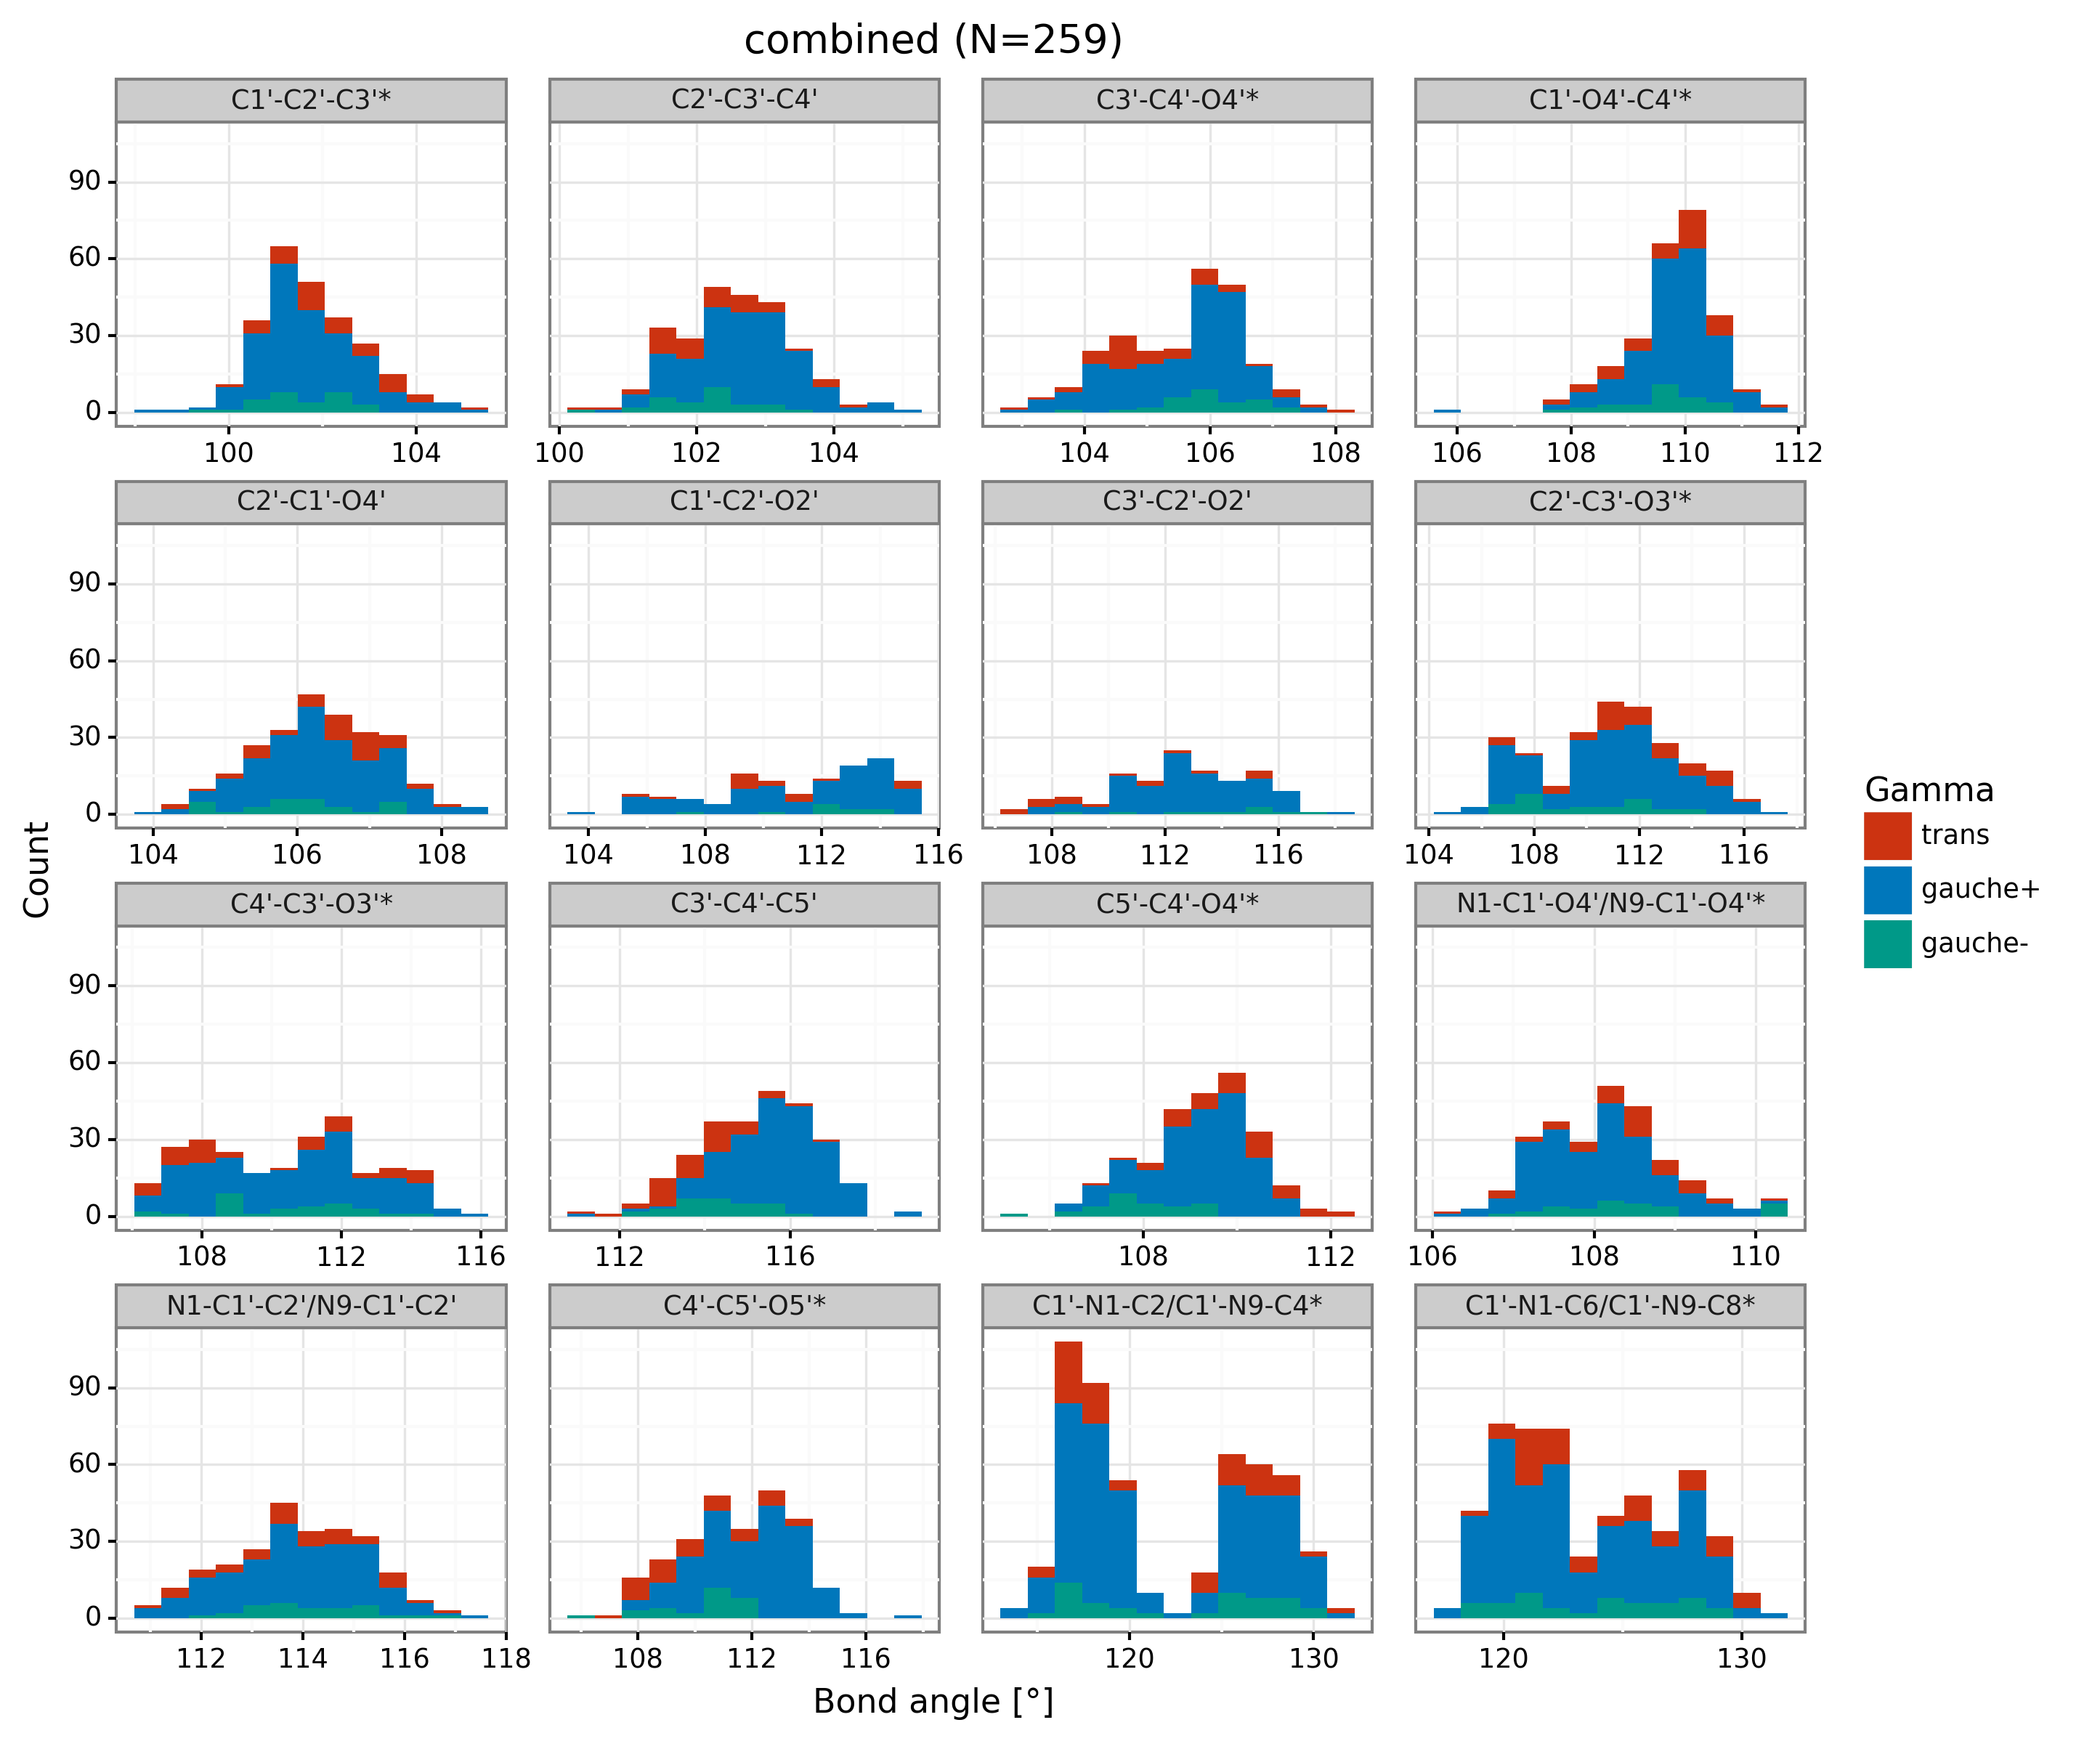 combined (N=259)
C1'-C2'-C3'* C2'-C3'-C4' C3'-C4'-O4'* C1'-O4'-C4'*
90
60
30
0
100 104 100 102 104 104 106 108 106 108 110 112
C2'-C1'-O4' C1'-C2'-O2' C3'-C2'-O2' C2'-C3'-O3'*
90
60
30
0
104 106 108 104 108 112 116 108 112 116 104 108 112 116
C4'-C3'-O3'* C3'-C4'-C5' C5'-C4'-O4'* N1-C1'-O4'/N9-C1'-O4'*
90
60
30
0
108 112 116 112 116 108 112 106 108 110
N1-C1'-C2'/N9-C1'-C2' C4'-C5'-O5'* C1'-N1-C2/C1'-N9-C4* C1'-N1-C6/C1'-N9-C8*
90
60
30
0
112 114 116 118 108 112 116 120 130 120 130
Count
Bond angle [°]
Gamma
trans
gauche+
gauche-